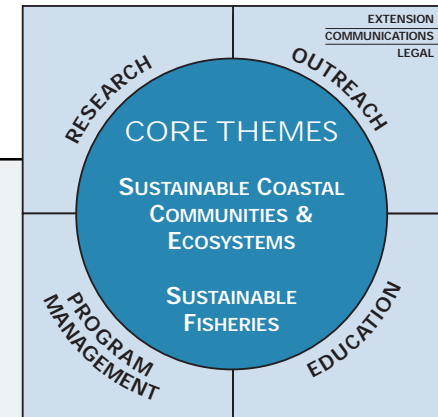 EXTENSION
COMMUNICATIONS
LEGAL
RESEARCH
OUTREACH
CORE THEMES
SUSTAINABLE COASTAL
COMMUNITIES &
ECOSYSTEMS
SUSTAINABLE
FISHERIES
PROGRAM
MANAGEMENT
EDUCATION